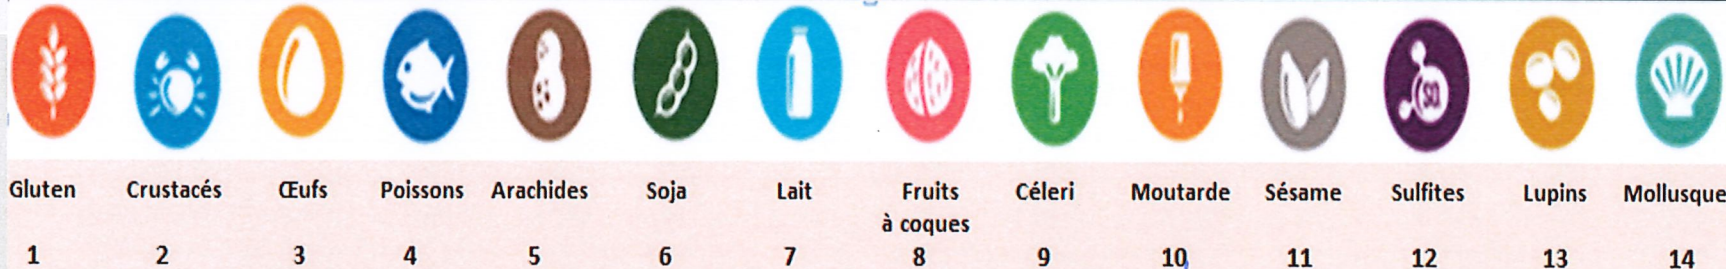 SO
Gluten Crustacés Œufs Poissons Arachides Soja Lait Fruits Céleri Moutarde Sésame Sulfites Lupins Mollusque
à coques
1 2 3 4 5 6 7 8 9 10 11 12 13 14